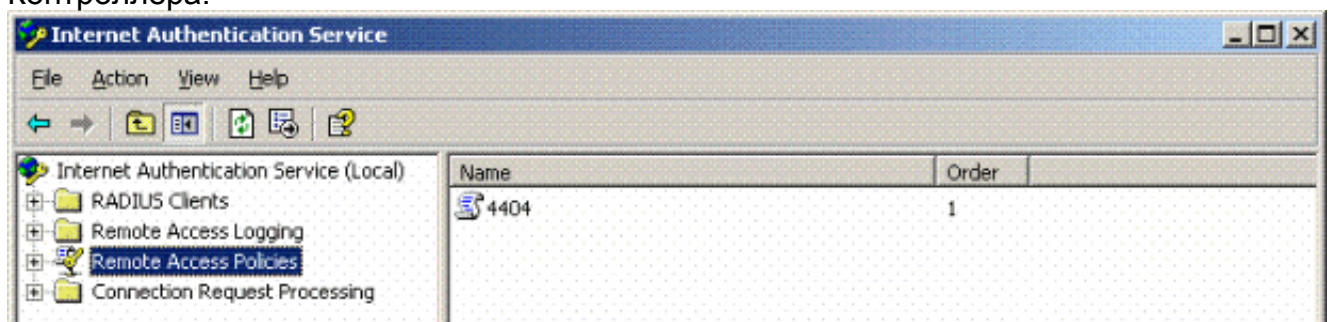 контроллера.
Internet Authentication Service
File Action View Help
Internet Authentication Service (Local)
RADIUS Clients
Remote Access Logging
Remote Access Policies
Connection Request Processing
Name Order
4404 1